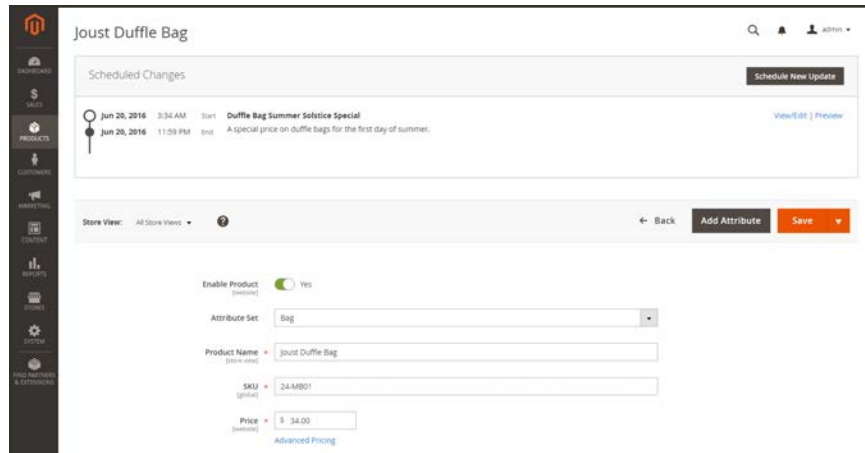 Joust Duffle Bag
admin
Scheduled Changes
Schedule New Update
Jun 20, 2016 3:34 AM Start Duffle Bag Summer Solstice Special View/Edit | Preview
Jun 20, 2016 11:59 PM End A special price on duffle bags for the first day of summer.
DASHBOARD
SALES
PRODUCTS
CUSTOMERS
MARKETING
CONTENT
REPORTS
STORES
SYSTEM
FIND PARTNERS
& EXTENSIONS
Store View: All Store Views ? ← Back Add Attribute Save
Enable Product Yes
[website]
Attribute Set Bag
Product Name * Joust Duffle Bag
[store view]
SKU * 24-MB01
[global]
Price * $ 34.00
[website]
Advanced Pricing